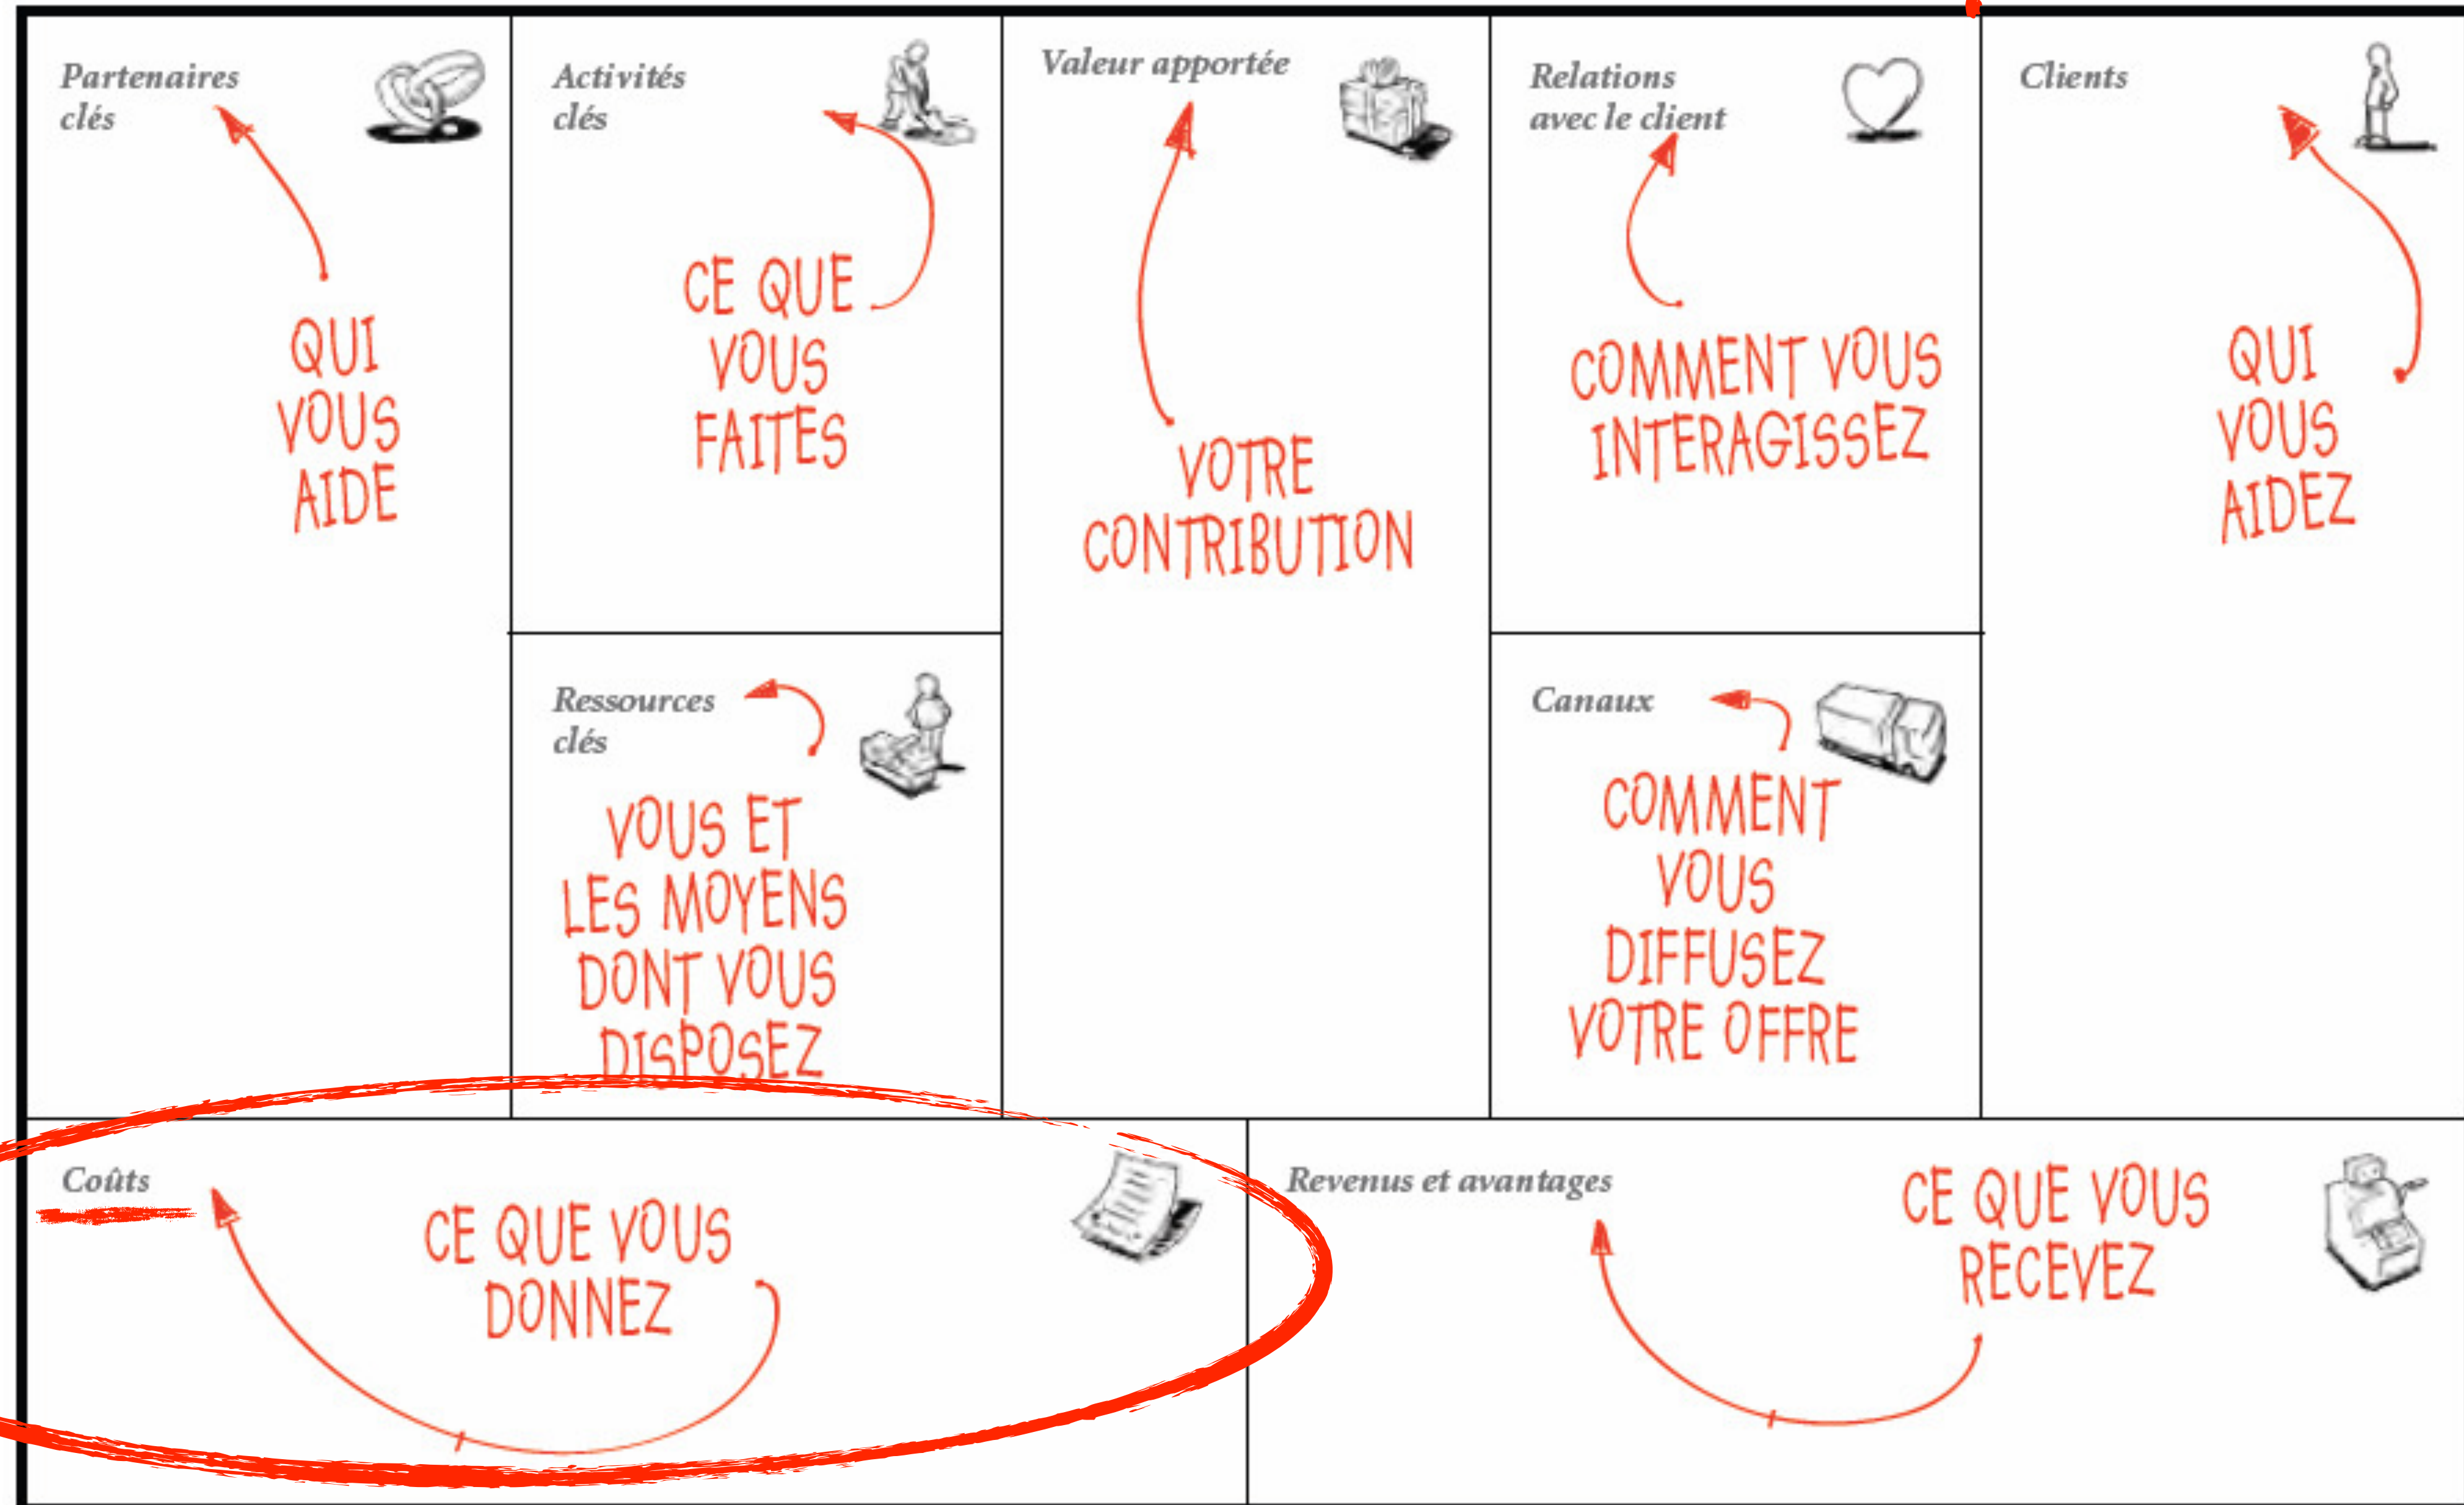 Partenaires
clés
QUI
VOUS
AIDE
Activités
clés
CE QUE
VOUS
FAITES
Ressources
clés
VOUS ET
LES MOYENS
DONT VOUS
DISPOSEZ
Valeur apportée
VOTRE
CONTRIBUTION
Relations
avec le client
COMMENT VOUS
INTERAGISSEZ
Canaux
COMMENT
VOUS
DIFFUSEZ
VOTRE OFFRE
Clients
QUI
VOUS
AIDEZ
Coûts
CE QUE VOUS
DONNEZ
Revenus et avantages
CE QUE VOUS
RECEVEZ